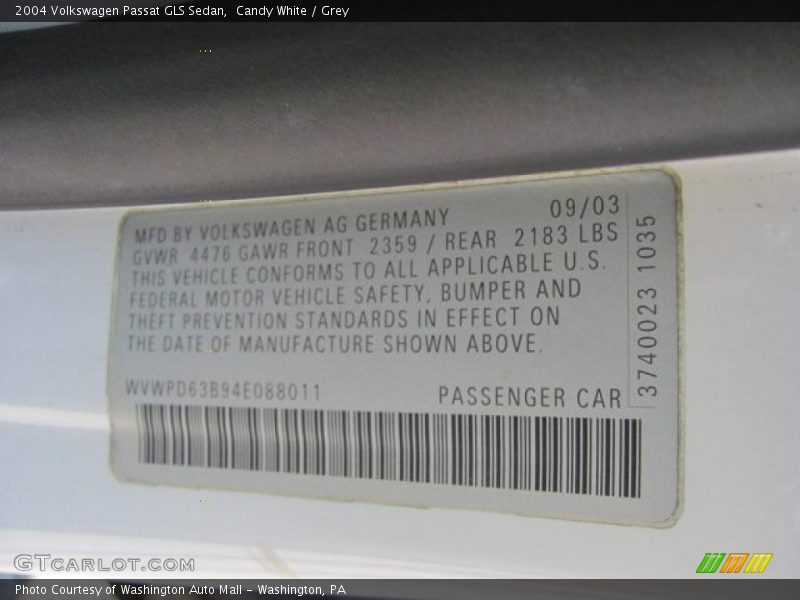 2004 Volkswagen Passat GLS Sedan,  Candy White / Grey
MFD BY VOLKSWAGEN AG GERMANY 09/03
GVWR 4476 GAWR FRONT 2359 / REAR 2183 LBS
THIS VEHICLE CONFORMS TO ALL APPLICABLE U.S.
FEDERAL MOTOR VEHICLE SAFETY, BUMPER AND
THEFT PREVENTION STANDARDS IN EFFECT ON
THE DATE OF MANUFACTURE SHOWN ABOVE.
WVWPD63B94E088011 PASSENGER CAR
3740023 1035
GTCARLOT.COM
Photo Courtesy of Washington Auto Mall - Washington, PA